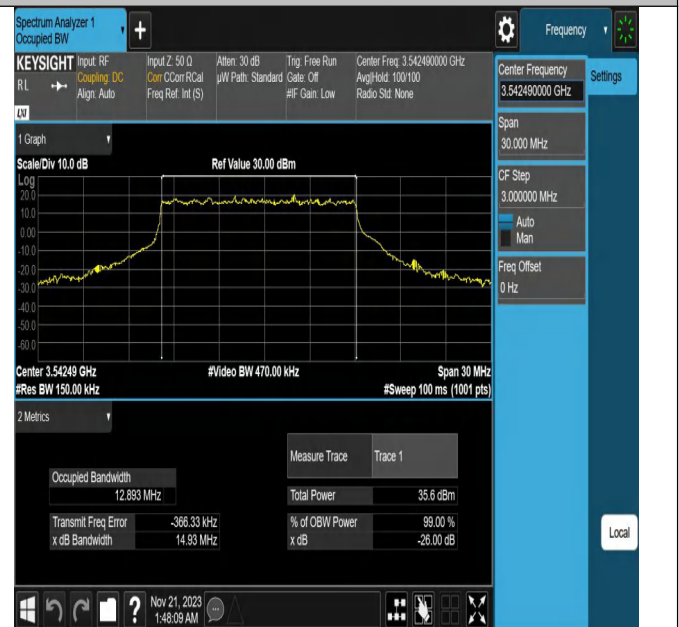 Spectrum Analyzer 1
Occupied BW
+
Frequency
KEYSIGHT Input: RF Input Z: 50 Ω Atten: 30 dB Trig: Free Run Center Freq: 3.542490000 GHz
RL Coupling: DC Corr CCorr RCal µW Path: Standard Gate: Off Avg|Hold: 100/100
Align: Auto Freq Ref: Int (S) #IF Gain: Low Radio Std: None
LXI
Center Frequency
3.542490000 GHz
Settings
Span
30.000 MHz
CF Step
3.000000 MHz
Auto
Man
Freq Offset
0 Hz
1 Graph
Scale/Div 10.0 dB Ref Value 30.00 dBm
Log
20.0
10.0
0.00
-10.0
-20.0
-30.0
-40.0
-50.0
-60.0
Center 3.54249 GHz #Video BW 470.00 kHz Span 30 MHz
#Res BW 150.00 kHz #Sweep 100 ms (1001 pts)
2 Metrics
Measure Trace Trace 1
Occupied Bandwidth
12.893 MHz
Total Power 35.6 dBm
Transmit Freq Error -366.33 kHz % of OBW Power 99.00 %
x dB Bandwidth 14.93 MHz x dB -26.00 dB
Local
? Nov 21, 2023
1:48:09 AM